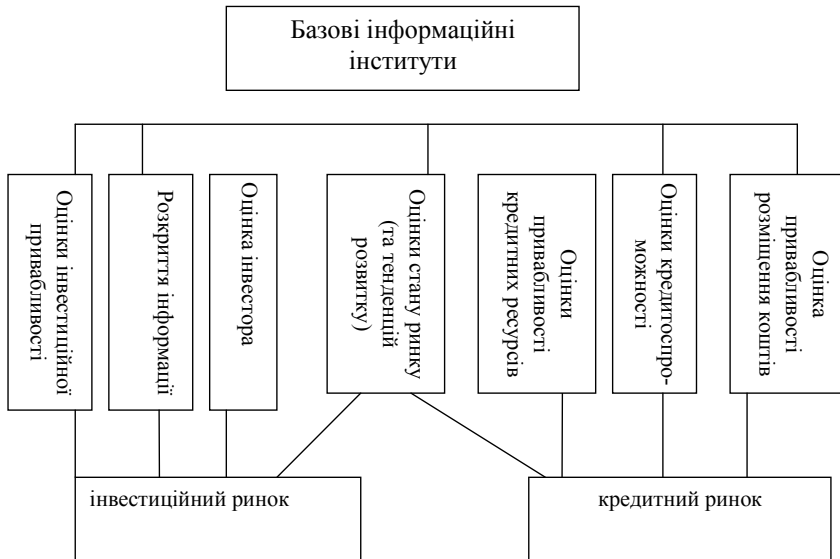 Базові інформаційні
інститути
Оцінки інвестиційної
привабливості
Розкриття інформації
Оцінка інвестора
Оцінки стану ринку
(та тенденцій
розвитку)
Оцінки
привабливості
кредитних ресурсів
Оцінки кредитоспро-
можності
Оцінка
привабливості
розміщення коштів
інвестиційний ринок
кредитний ринок